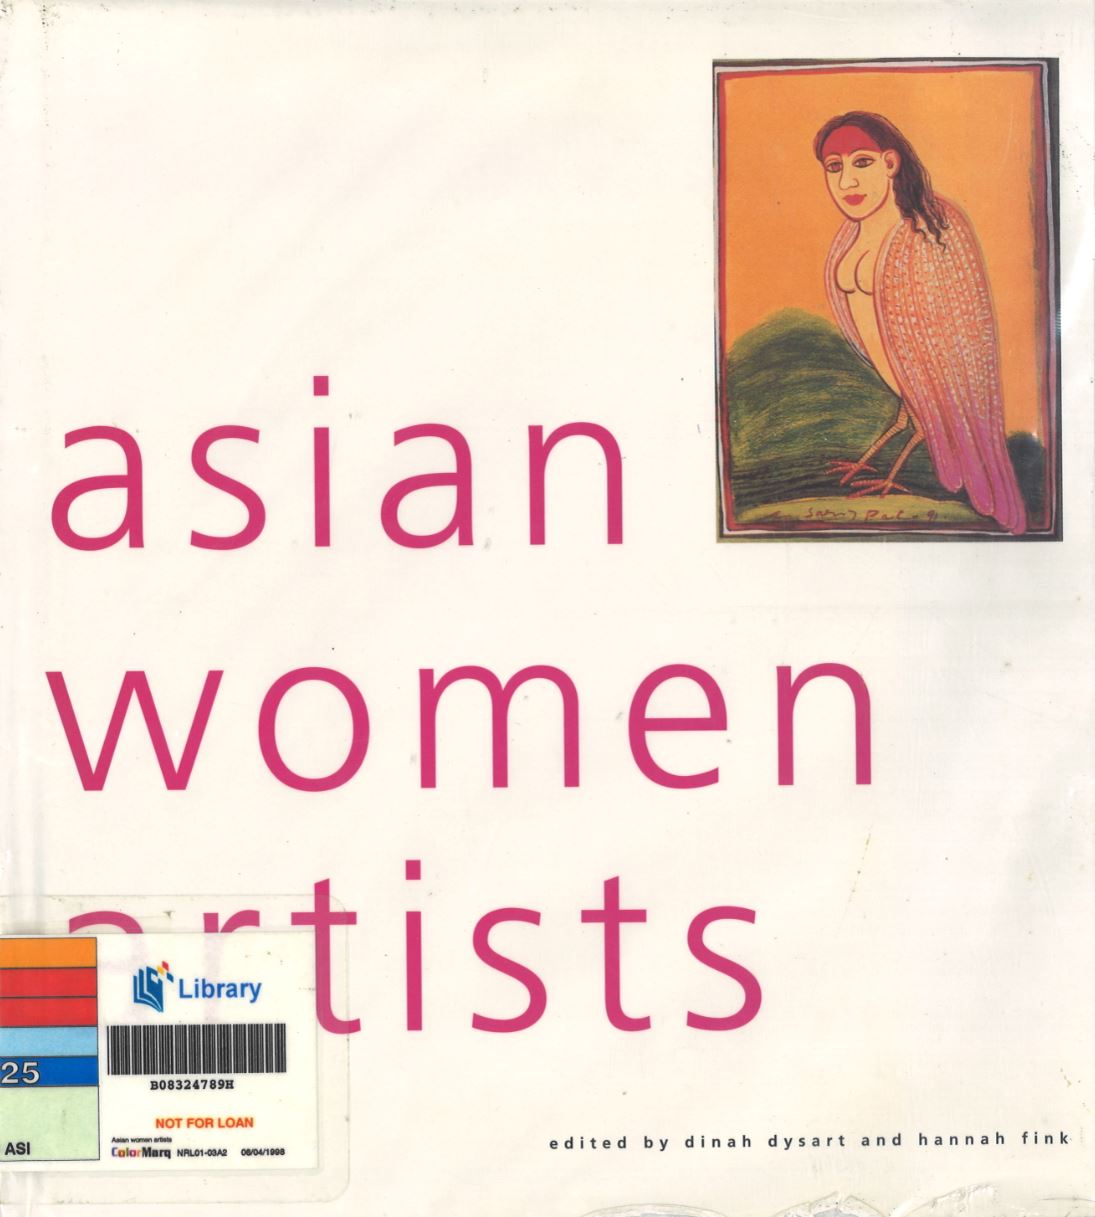 asian
women
artists
Library
B08324789H
25
NOT FOR LOAN
Asian women artists
ColorMarq NRL01-03A2 06/04/1998
ASI
edited by dinah dysart and hannah fink